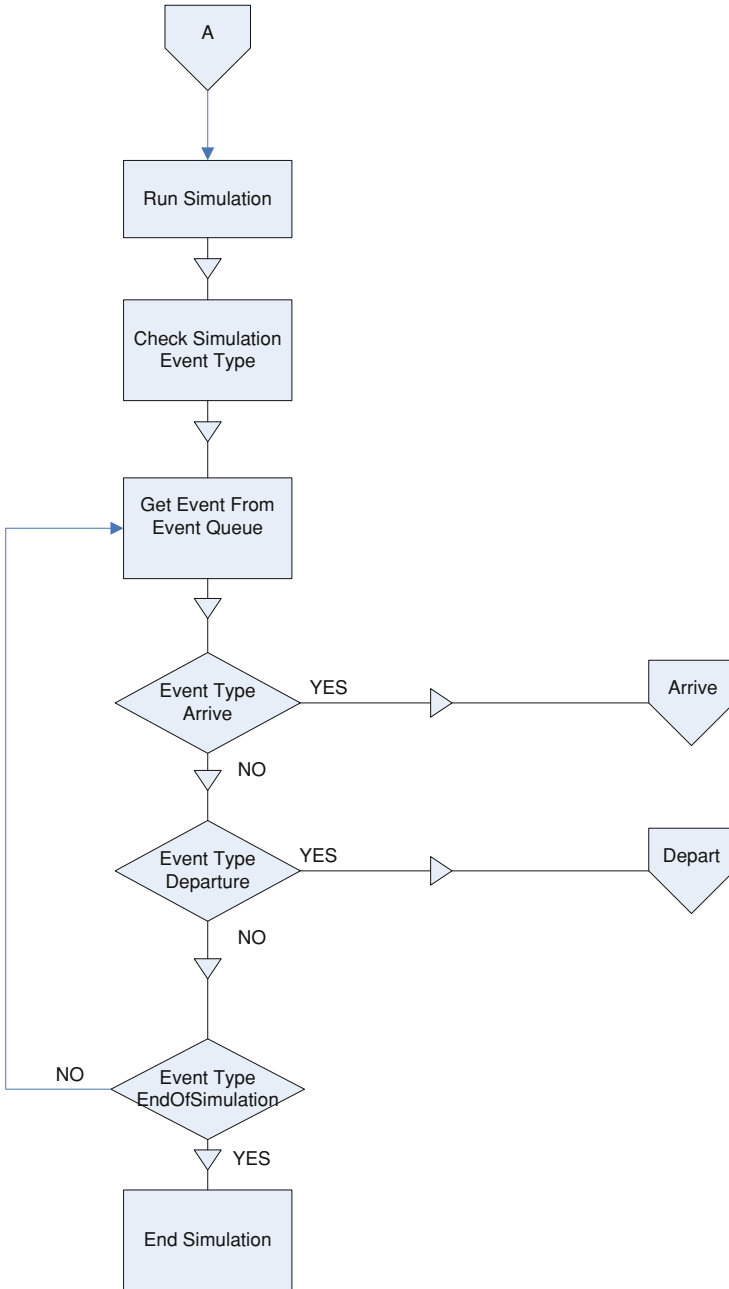 A
Run Simulation
Check Simulation
Event Type
Get Event From
Event Queue
Event Type
Arrive
YES
Arrive
NO
Event Type
Departure
YES
Depart
NO
Event Type
EndOfSimulation
NO
YES
End Simulation